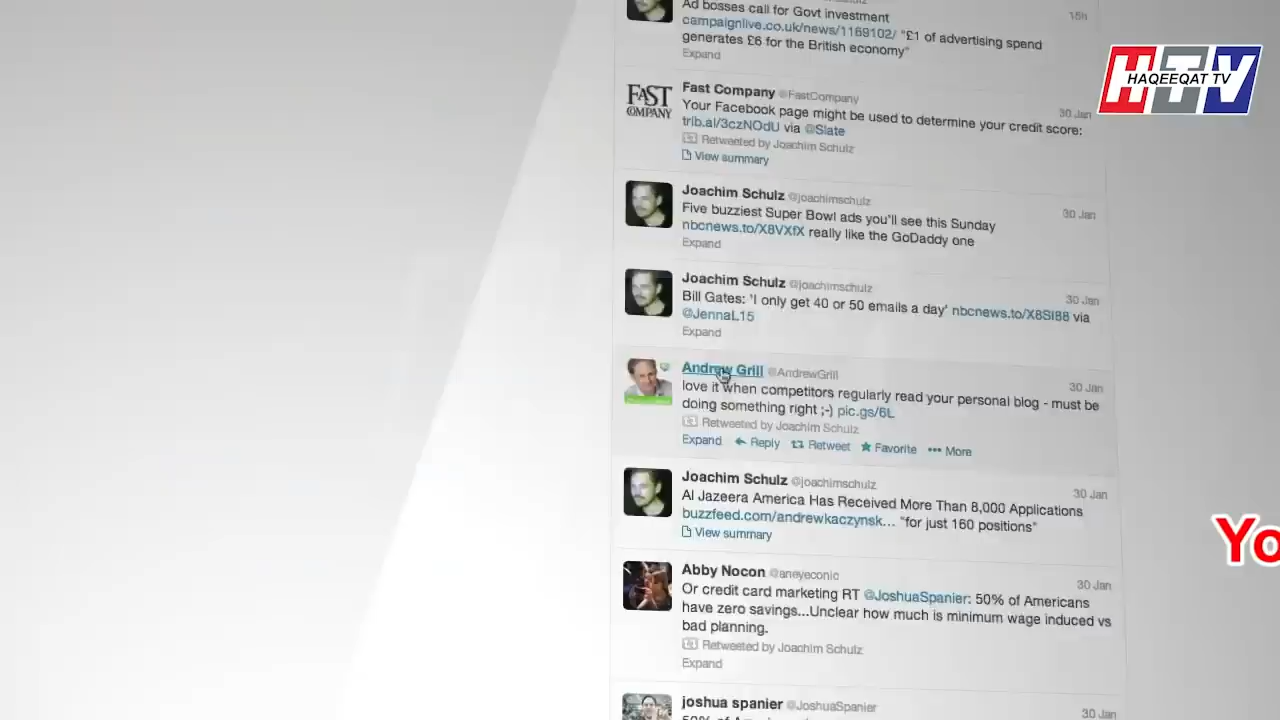 Ad bosses call for Govt investment
15h
campaignlive.co.uk/news/1169102/ "£1 of advertising spend
generates £6 for the British economy"
Expand
HTV
HAQEEQAT TV
FAST COMPANY
Fast Company @FastCompany
30 Jan
Your Facebook page might be used to determine your credit score:
trib.al/3czNOdU via @Slate
Retweeted by Joachim Schulz
View summary
Joachim Schulz @joachimschulz
30 Jan
Five buzziest Super Bowl ads you'll see this Sunday
nbcnews.to/X8VXfX really like the GoDaddy one
Expand
Joachim Schulz @joachimschulz
30 Jan
Bill Gates: 'I only get 40 or 50 emails a day' nbcnews.to/X8Sl88 via
@JennaL15
Expand
Andrew Grill @AndrewGrill
30 Jan
love it when competitors regularly read your personal blog - must be
doing something right ;-) pic.gs/6L
Retweeted by Joachim Schulz
Expand Reply Retweet Favorite More
Joachim Schulz @joachimschulz
30 Jan
Al Jazeera America Has Received More Than 8,000 Applications
buzzfeed.com/andrewkaczynsk... "for just 160 positions"
View summary
Yo
Abby Nocon @aneyeconic
30 Jan
Or credit card marketing RT @JoshuaSpanier: 50% of Americans
have zero savings...Unclear how much is minimum wage induced vs
bad planning.
Retweeted by Joachim Schulz
Expand
joshua spanier @JoshuaSpanier
30 Jan